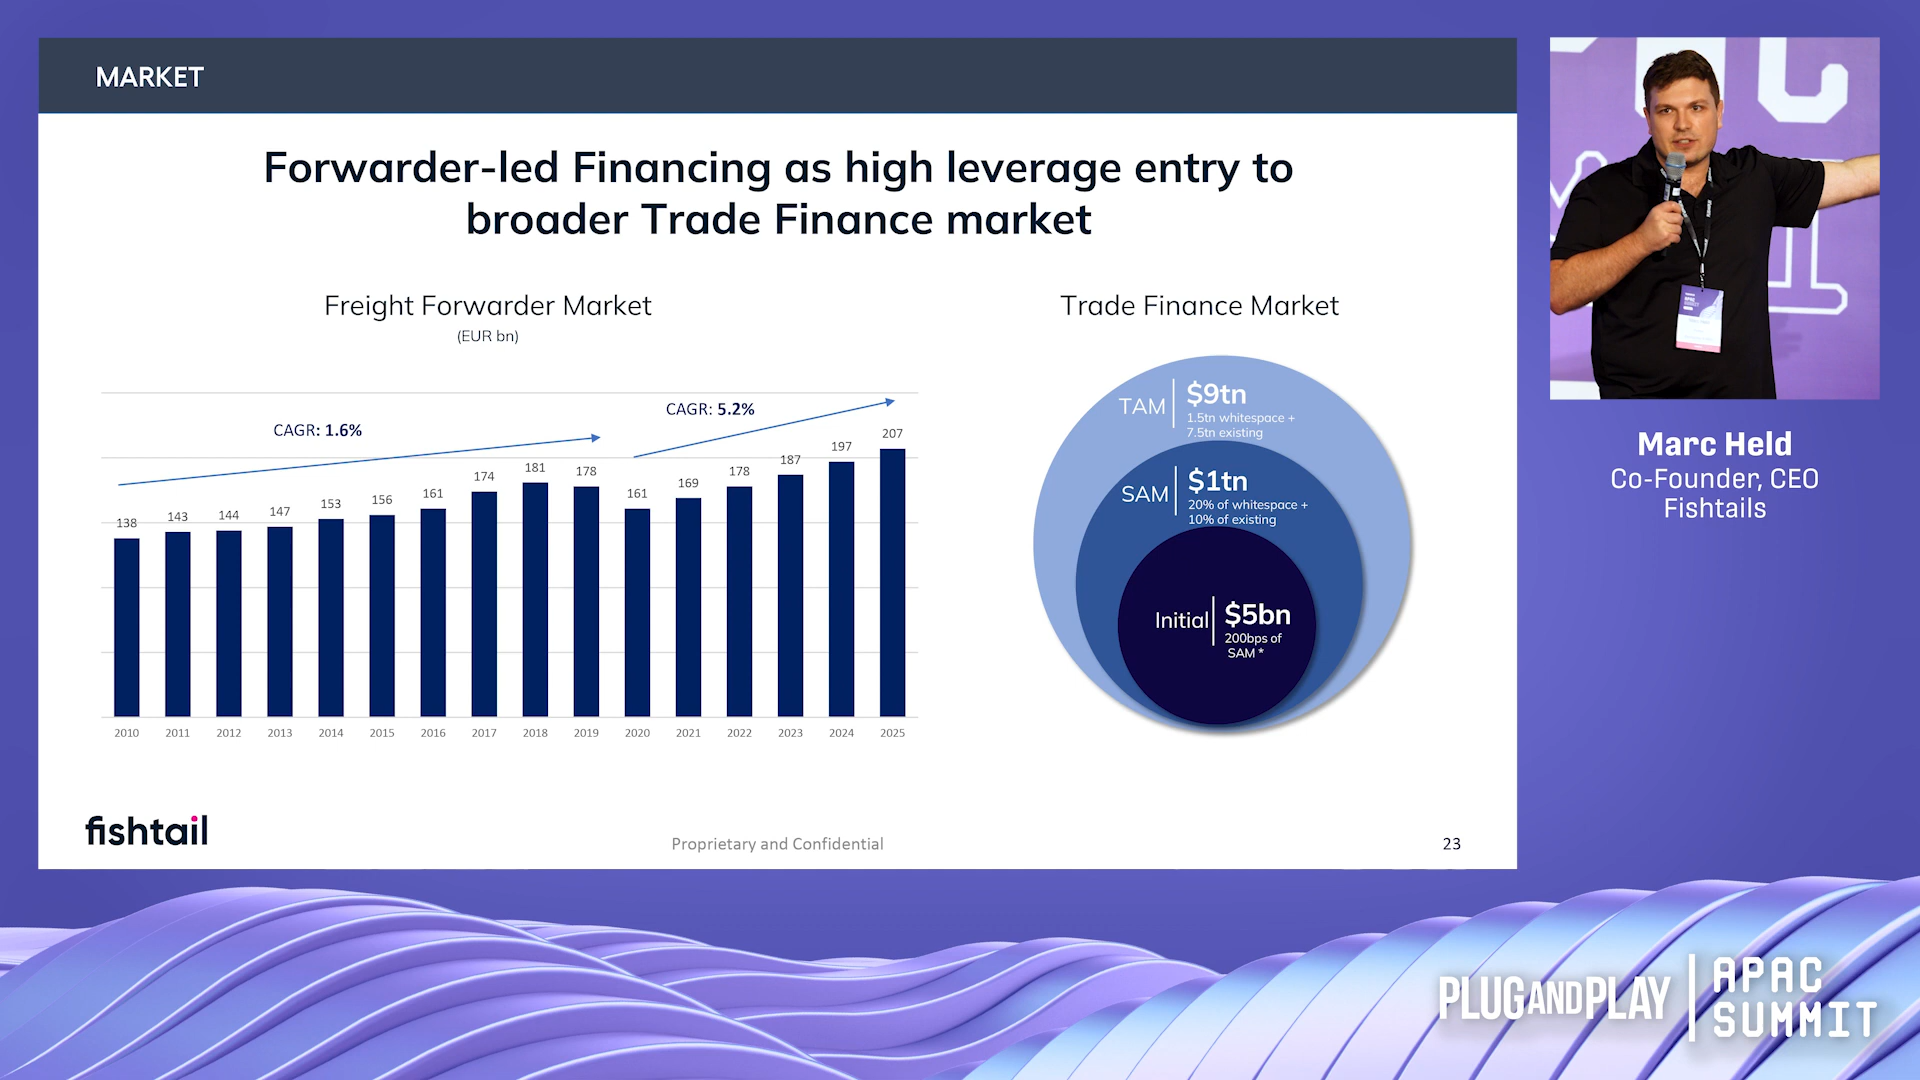 MARKET
Forwarder-led Financing as high leverage entry to
broader Trade Finance market
Freight Forwarder Market
(EUR bn)
CAGR: 1.6%
CAGR: 5.2%
138
143
144
147
153
156
161
174
181
178
161
169
178
187
197
207
2010
2011
2012
2013
2014
2015
2016
2017
2018
2019
2020
2021
2022
2023
2024
2025
Trade Finance Market
TAM
$9tn
1.5tn whitespace +
7.5tn existing
SAM
$1tn
20% of whitespace +
10% of existing
Initial
$5bn
200bps of
SAM *
fishtail
Proprietary and Confidential
23
Marc Held
Co-Founder, CEO
Fishtails
PLUGANDPLAY
APAC
SUMMIT